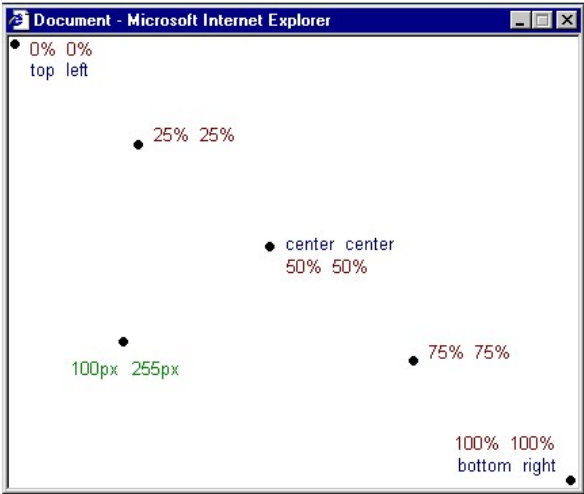 Document - Microsoft Internet Explorer
0% 0%
top left
25% 25%
center center
50% 50%
100px 255px
75% 75%
100% 100%
bottom right